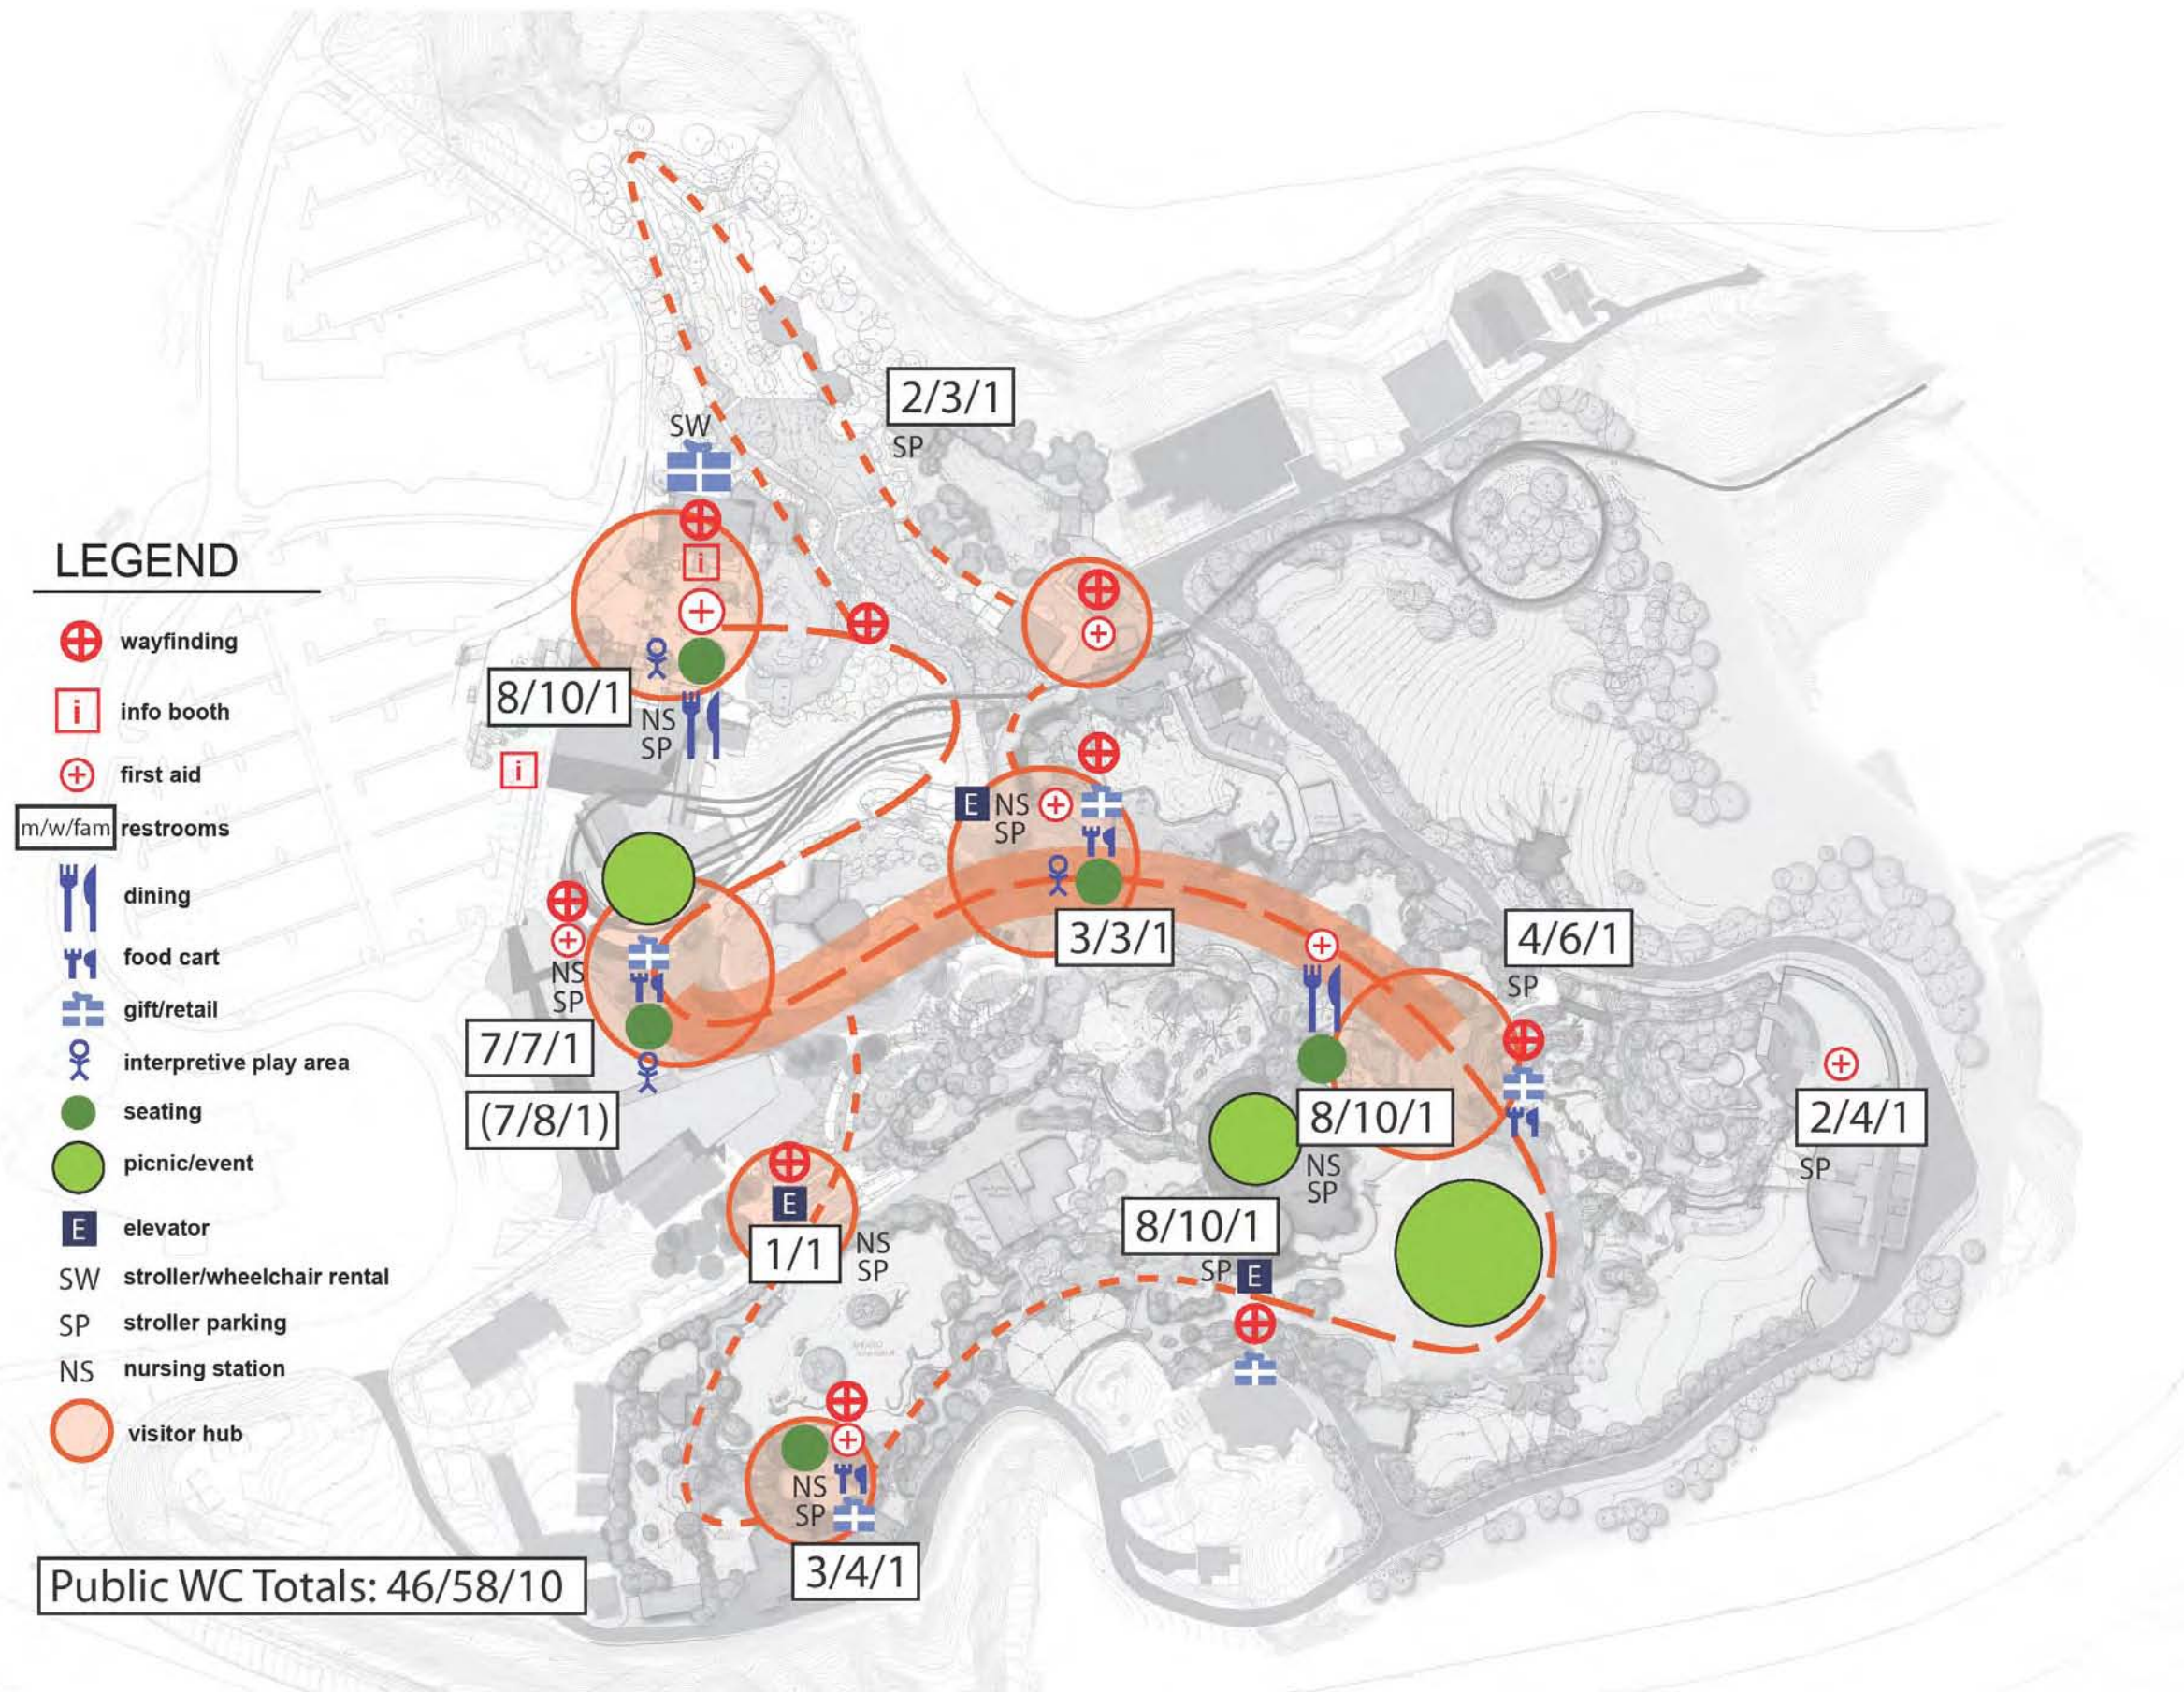 LEGEND
wayfinding
i
info booth
first aid
m/w/fam
restrooms
dining
food cart
gift/retail
interpretive play area
seating
picnic/event
E
elevator
SW
stroller/wheelchair rental
SP
stroller parking
NS
nursing station
visitor hub
Public WC Totals: 46/58/10
SW
2/3/1
SP
i
8/10/1
NS
SP
i
E NS
SP
3/3/1
NS
SP
7/7/1
(7/8/1)
4/6/1
SP
8/10/1
NS
SP
2/4/1
SP
E
1/1
NS
SP
8/10/1
SP E
NS
SP
3/4/1